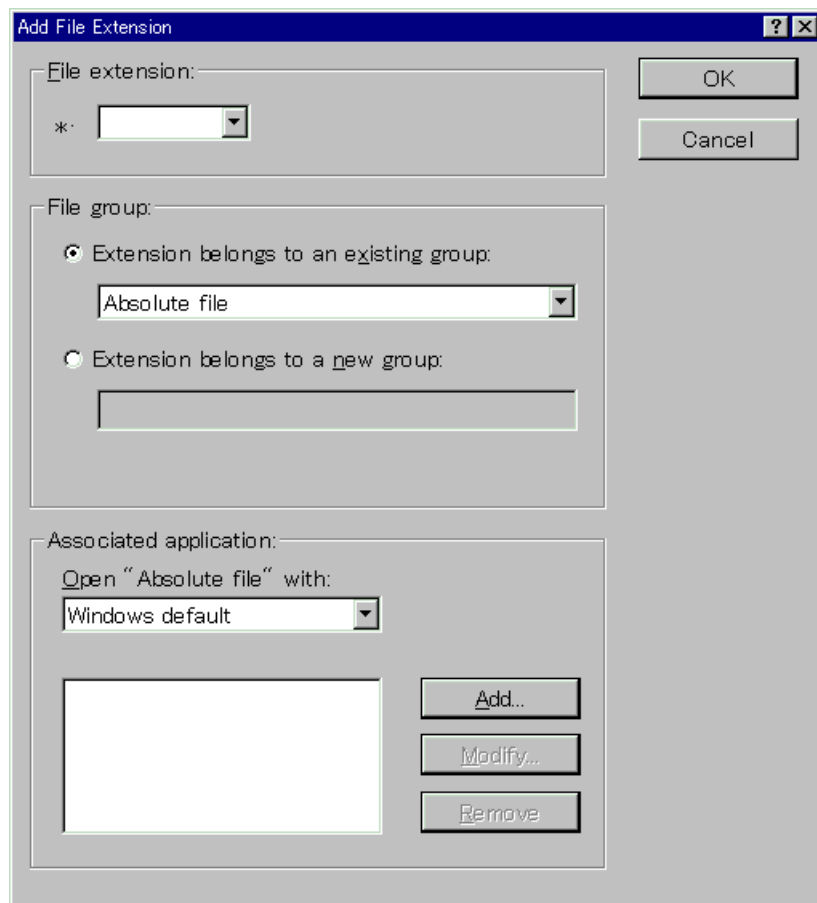 Add File Extension
File extension:
*.
OK
Cancel
File group:
Extension belongs to an existing group:
Absolute file
Extension belongs to a new group:
Associated application:
Open "Absolute file" with:
Windows default
Add...
Modify...
Remove